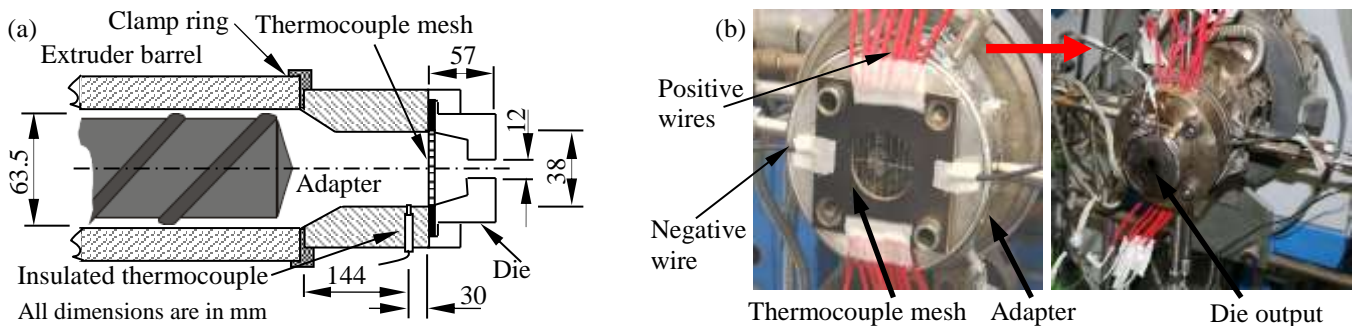 (a)
Clamp ring
Extruder barrel
Thermocouple mesh
57
12
63.5
38
Adapter
Insulated thermocouple
144
30
Die
All dimensions are in mm
(b)
Positive
wires
Negative
wire
Thermocouple mesh
Adapter
Die output